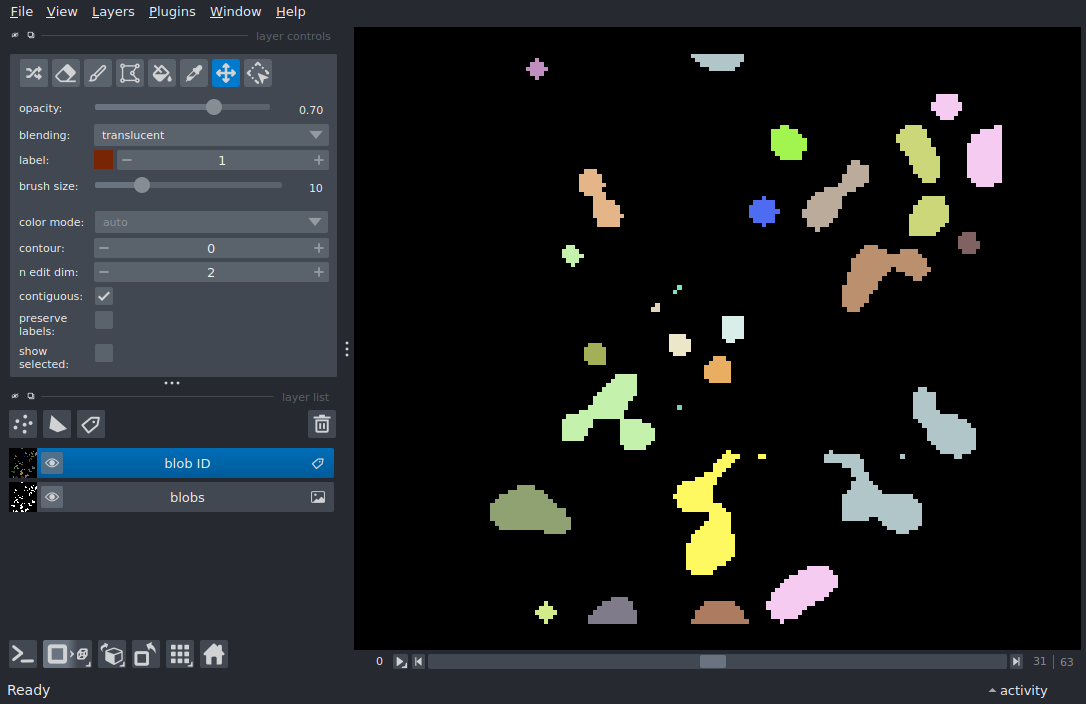 File View Layers Plugins Window Help
layer controls
opacity: 0.70
blending: translucent
label: 1
brush size: 10
color mode: auto
contour: 0
n edit dim: 2
contiguous:
preserve
labels:
show
selected:
layer list
blob ID
blobs
0 31 | 63
Ready activity